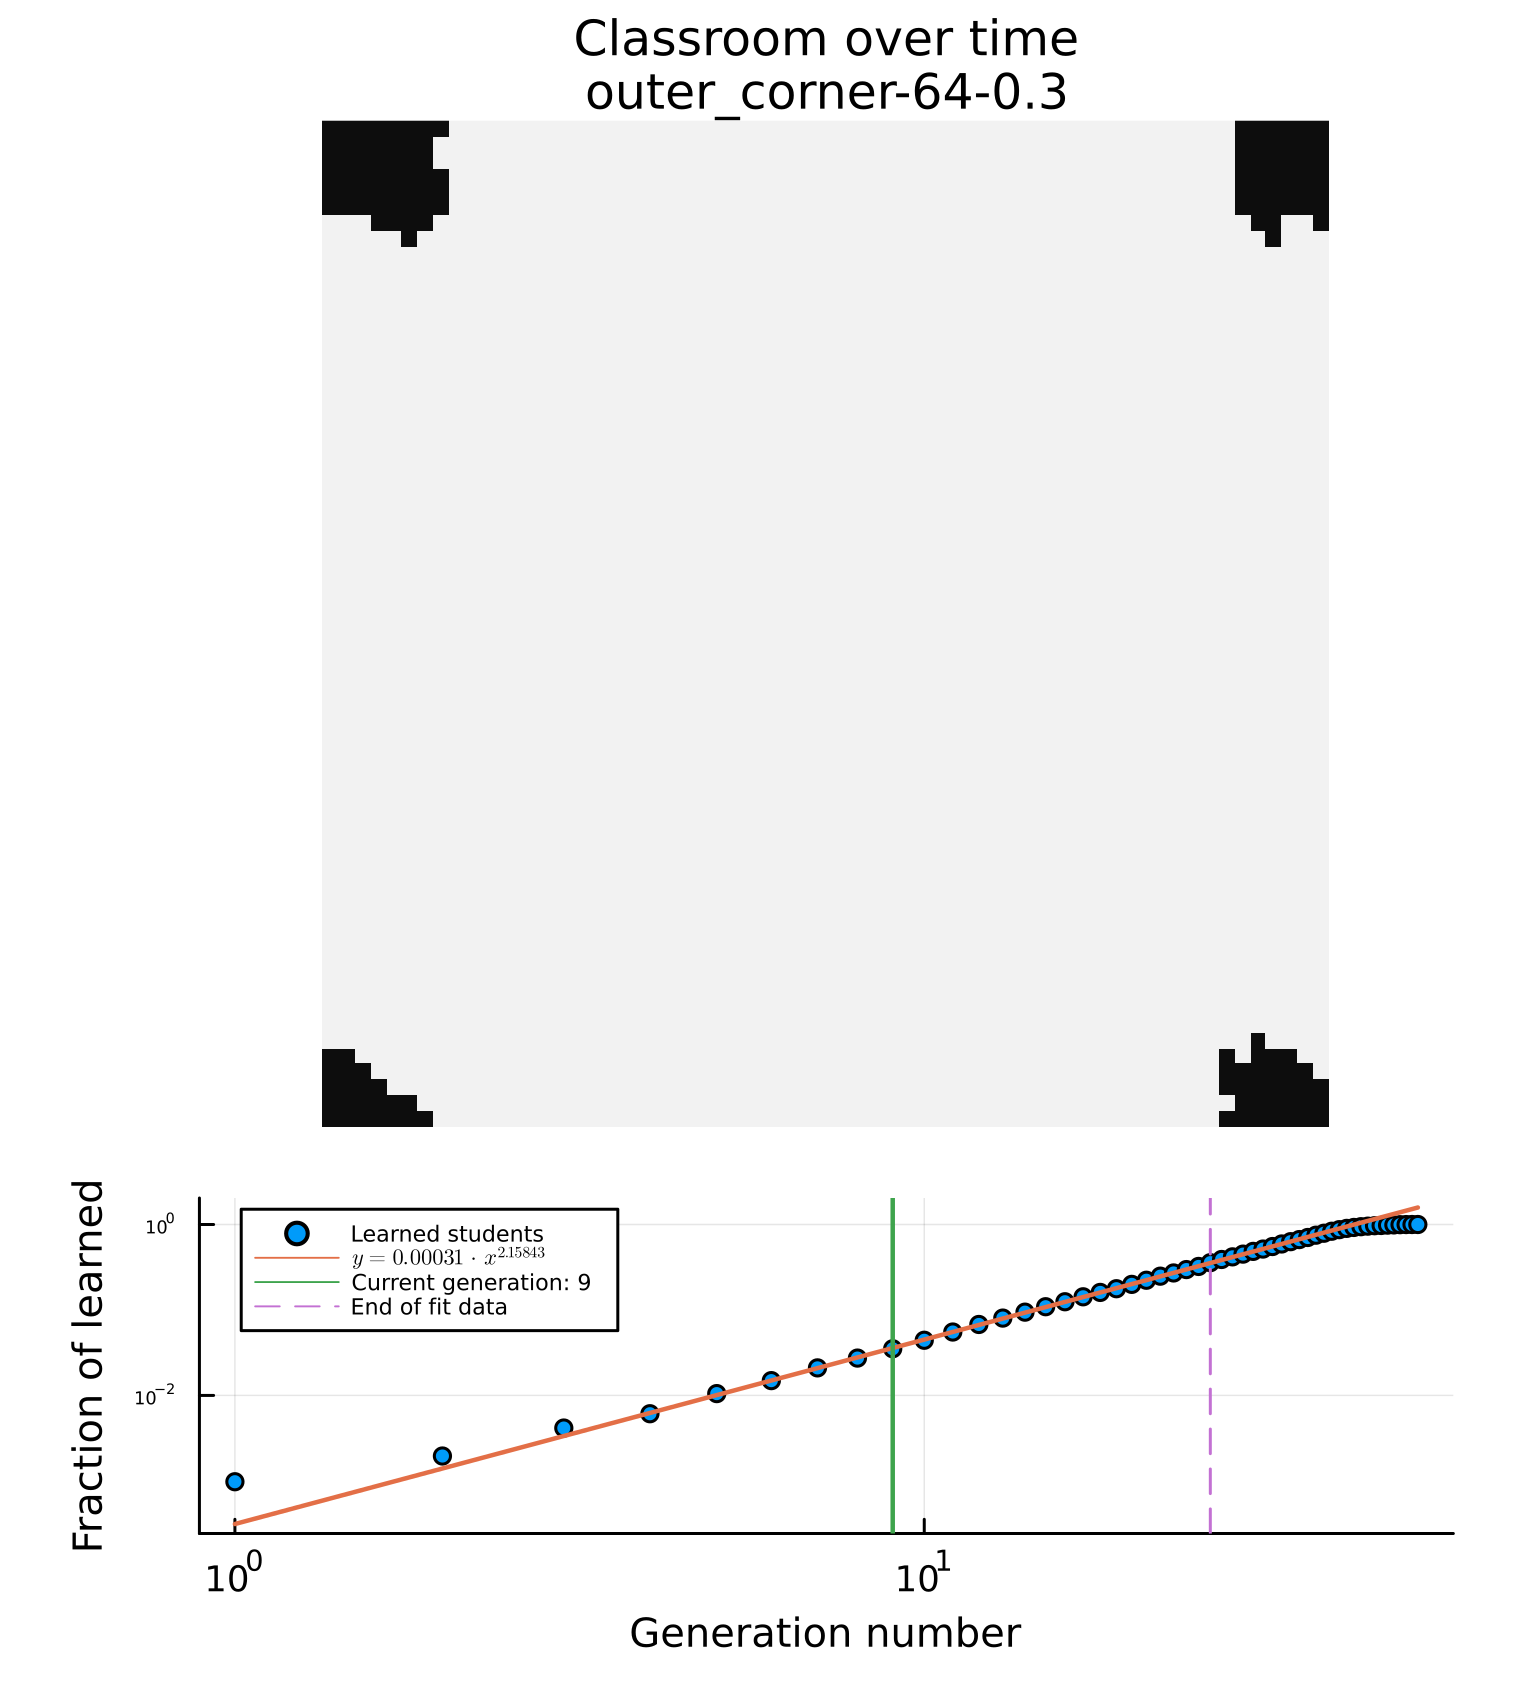 Classroom over time
outer_corner-64-0.3
Fraction of learned
10^0
10^−2
Learned students
y = 0.00031 · x^2.15843
Current generation: 9
End of fit data
10^0
10^1
Generation number